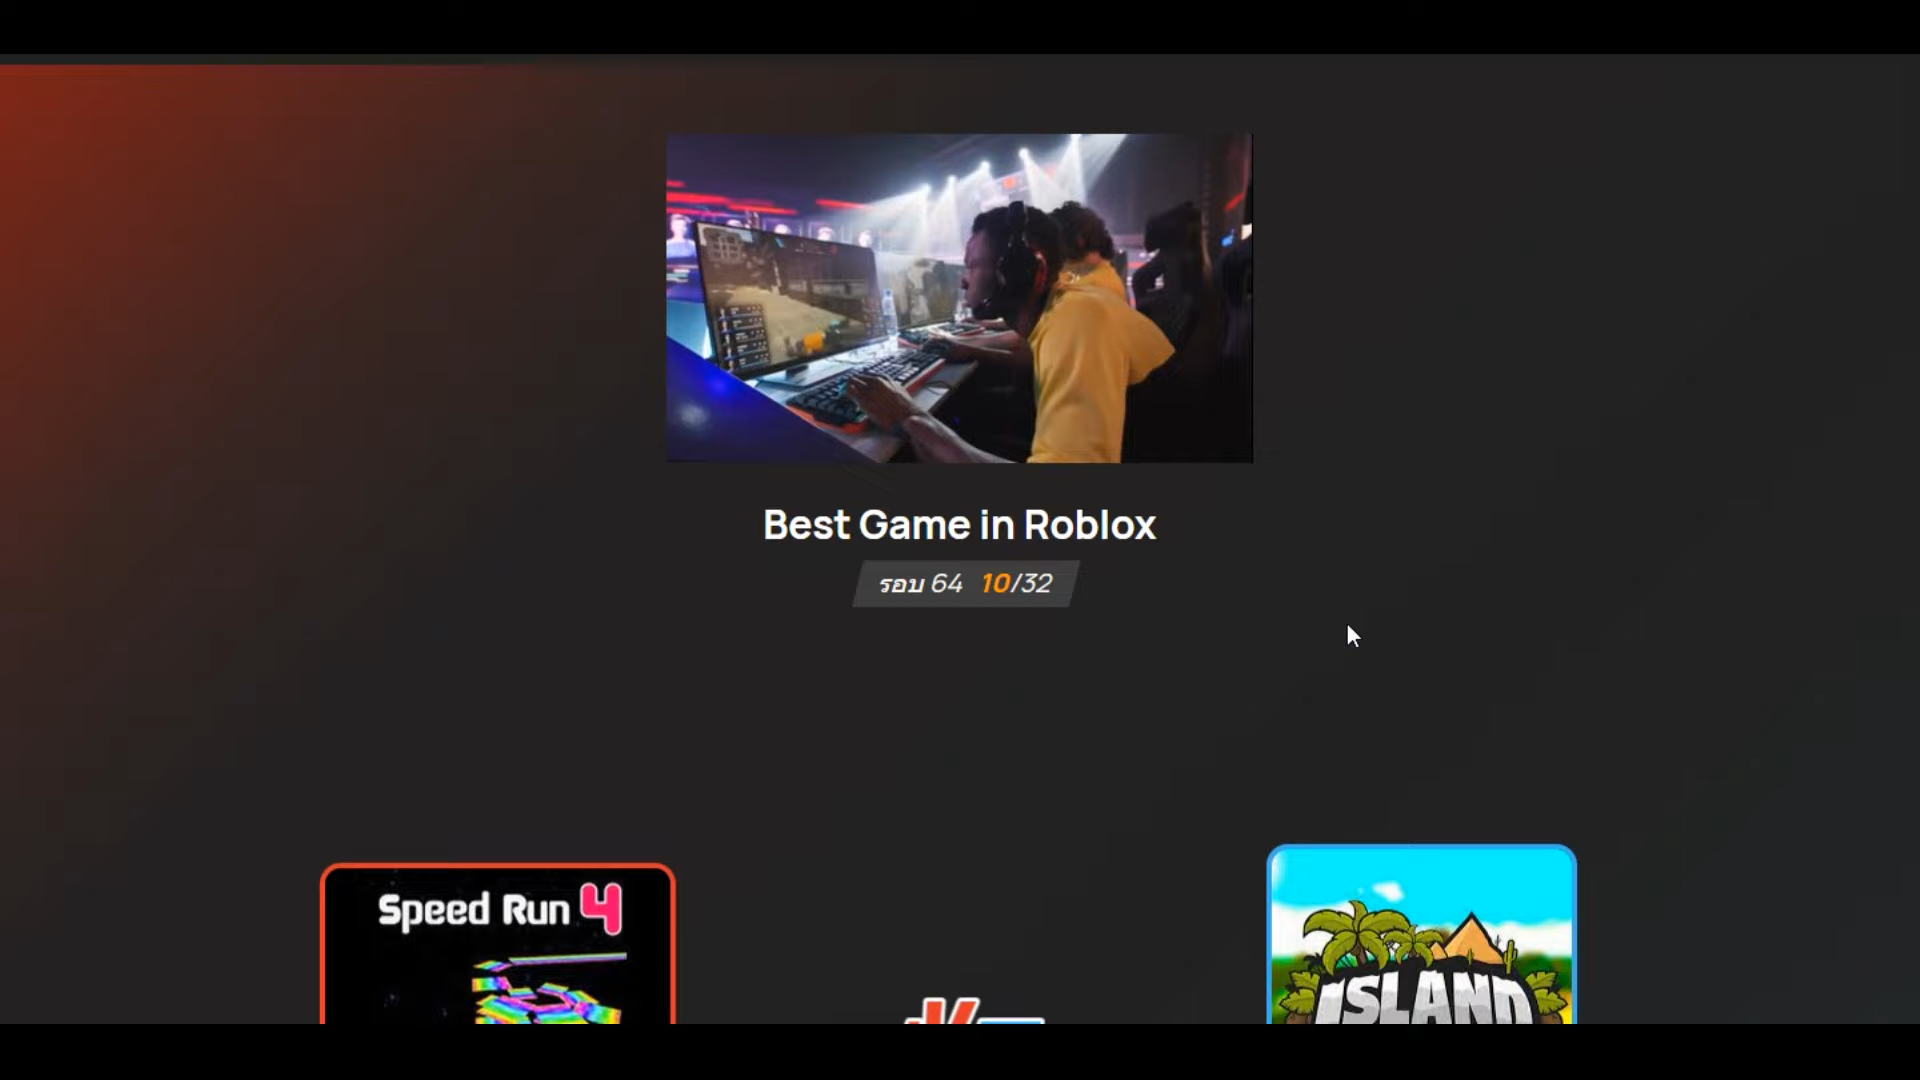 Best Game in Roblox
รอบ 64 10/32
Speed Run 4
ISLAND